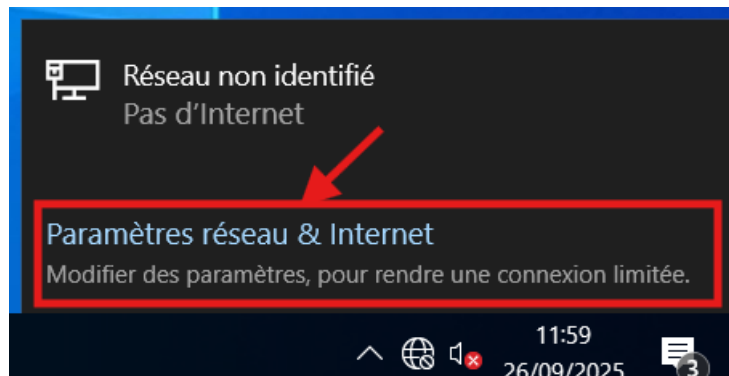 Réseau non identifié
Pas d'Internet
Paramètres réseau & Internet
Modifier des paramètres, pour rendre une connexion limitée.
11:59
26/09/2025
3